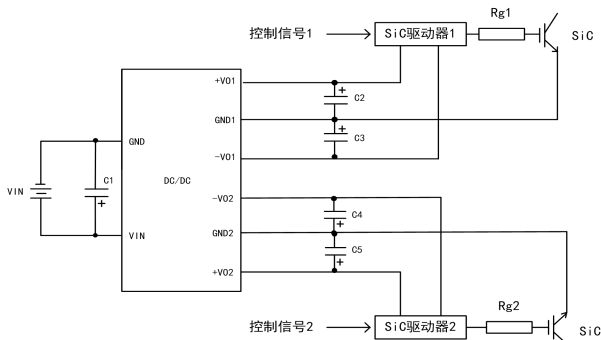 Rg1
控制信号1
SiC驱动器1
SiC
+VO1
+
C2
GND1
+
C3
-VO1
GND
C1
+
VIN
DC/DC
VIN
-VO2
C4
+
GND2
C5
+
+VO2
Rg2
控制信号2
SiC驱动器2
SiC